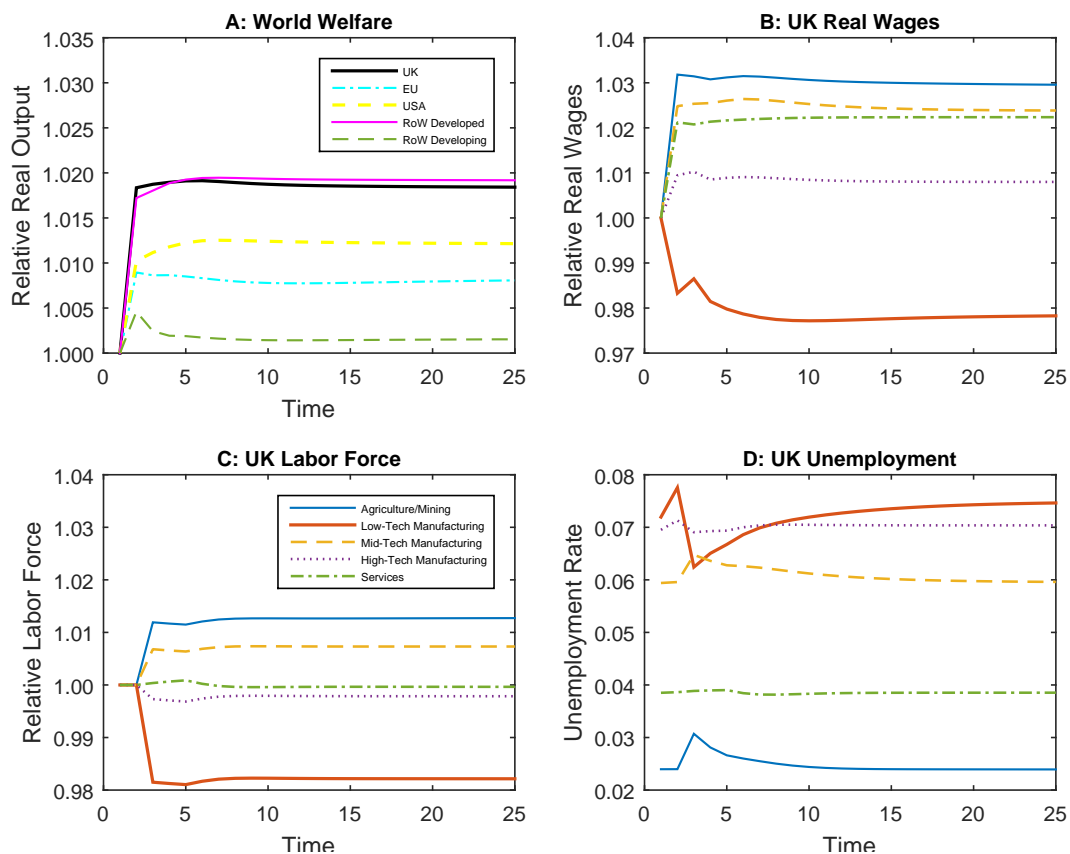 A: World Welfare
1.035
1.030
1.025
1.020
1.015
1.010
1.005
1.000
Relative Real Output
UK
EU
USA
RoW Developed
RoW Developing
0 5 10 15 20 25
Time
B: UK Real Wages
1.04
1.03
1.02
1.01
1.00
0.99
0.98
0.97
Relative Real Wages
0 5 10 15 20 25
Time
C: UK Labor Force
1.04
1.03
1.02
1.01
1.00
0.99
0.98
Relative Labor Force
Agriculture/Mining
Low-Tech Manufacturing
Mid-Tech Manufacturing
High-Tech Manufacturing
Services
0 5 10 15 20 25
Time
D: UK Unemployment
0.08
0.07
0.06
0.05
0.04
0.03
0.02
Unemployment Rate
0 5 10 15 20 25
Time